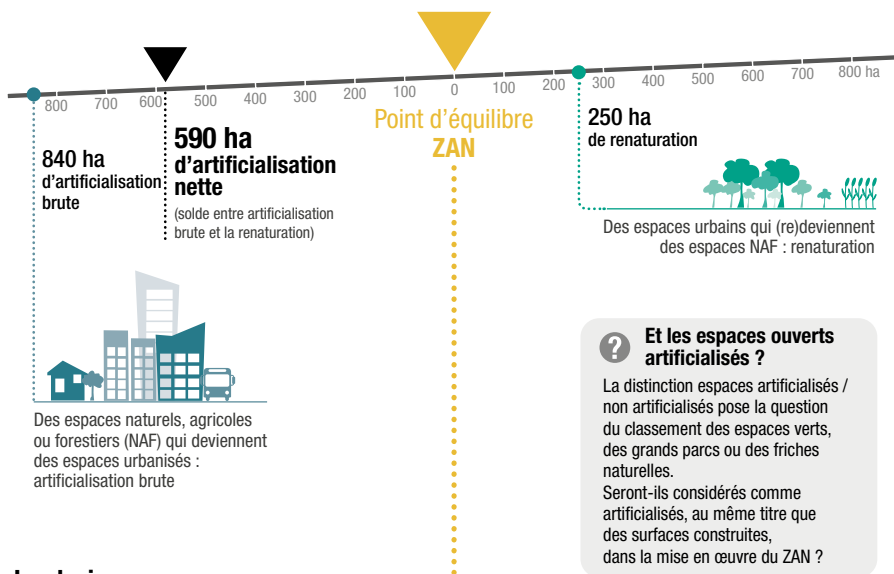 800 700 600 500 400 300 200 100 0 100 200 300 400 500 600 700 800 ha
840 ha
d'artificialisation
brute
590 ha
d'artificialisation
nette
(solde entre artificialisation
brute et la renaturation)
Point d'équilibre
ZAN
250 ha
de renaturation
Des espaces urbains qui (re)deviennent
des espaces NAF : renaturation
Des espaces naturels, agricoles
ou forestiers (NAF) qui deviennent
des espaces urbanisés :
artificialisation brute
?
Et les espaces ouverts
artificialisés ?
La distinction espaces artificialisés /
non artificialisés pose la question
du classement des espaces verts,
des grands parcs ou des friches
naturelles.
Seront-ils considérés comme
artificialisés, au même titre que
des surfaces construites,
dans la mise en œuvre du ZAN ?